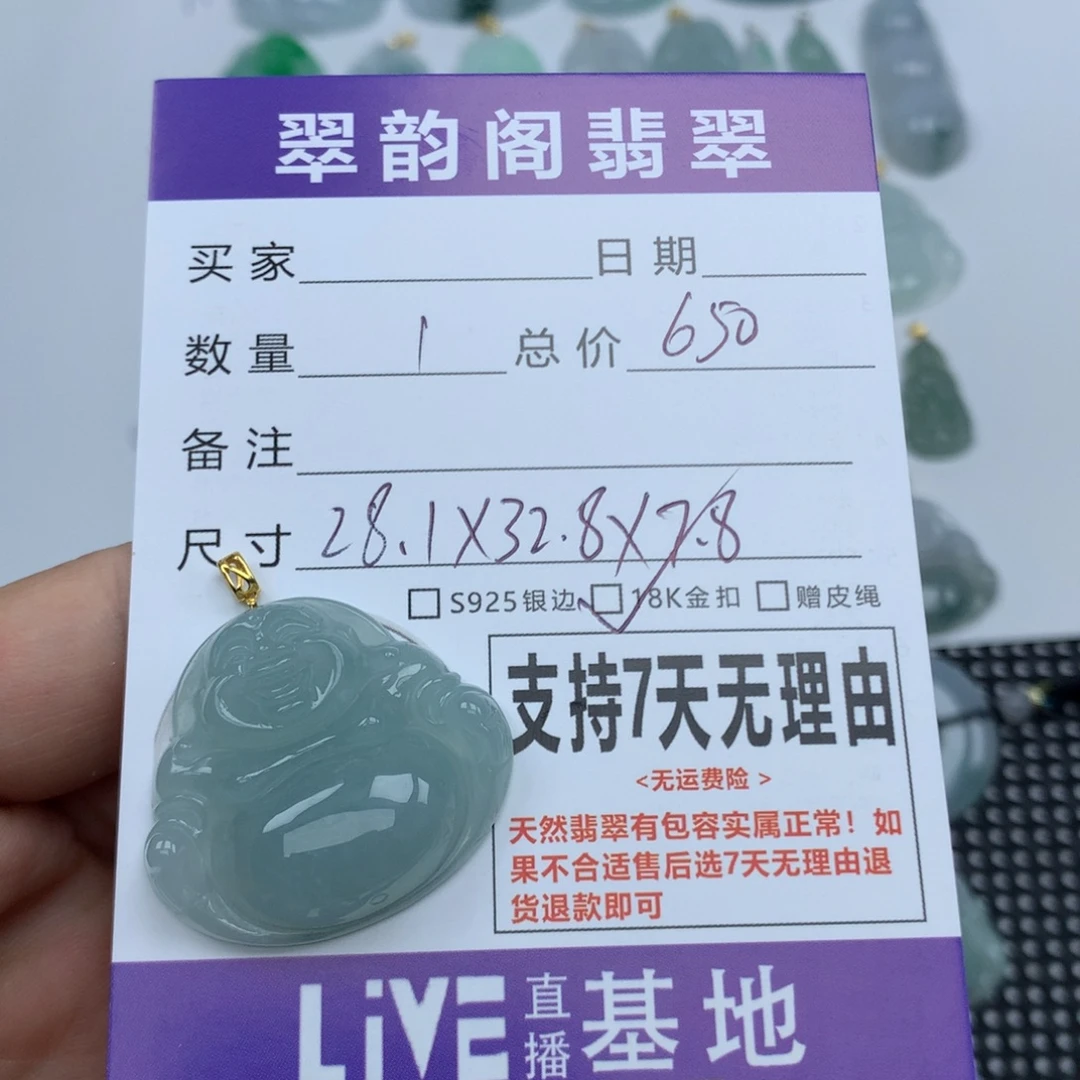 翠韵阁翡翠
买家 日期
数量 1 总价 650
备注
尺寸 28.1X32.8X7.8
S925银边 18K金扣 赠皮绳
支持7天无理由
<无运费险>
天然翡翠有包容实属正常！如
果不合适售后选7天无理由退
货退款即可
LiVE 直播 基地